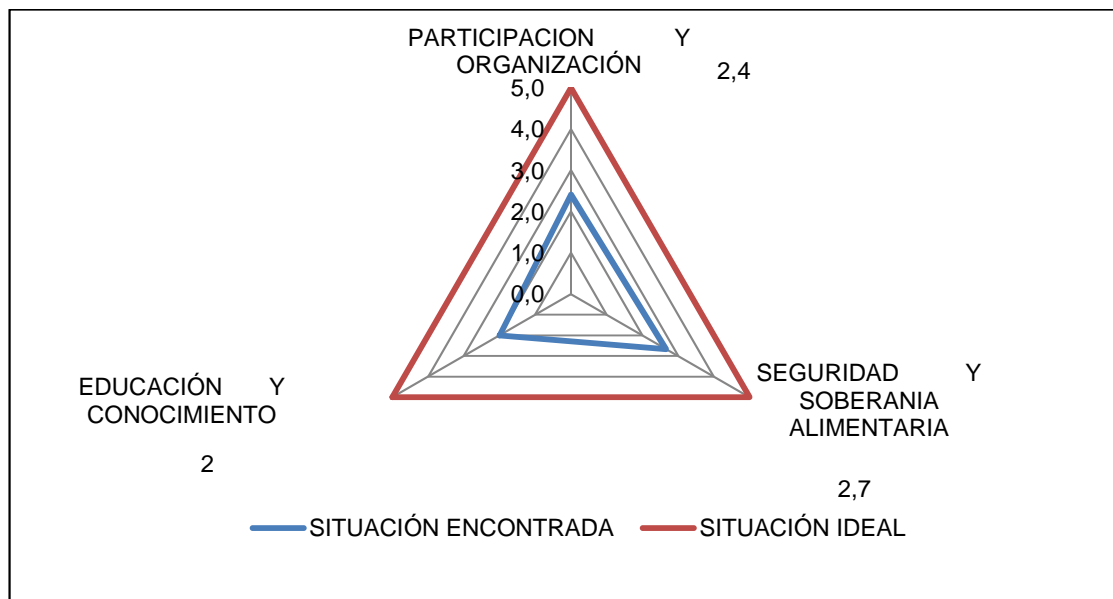 PARTICIPACION Y
ORGANIZACIÓN
2,4
5,0
4,0
3,0
2,0
1,0
0,0
SEGURIDAD Y
SOBERANIA
ALIMENTARIA
2,7
EDUCACIÓN Y
CONOCIMIENTO
2
SITUACIÓN ENCONTRADA
SITUACIÓN IDEAL